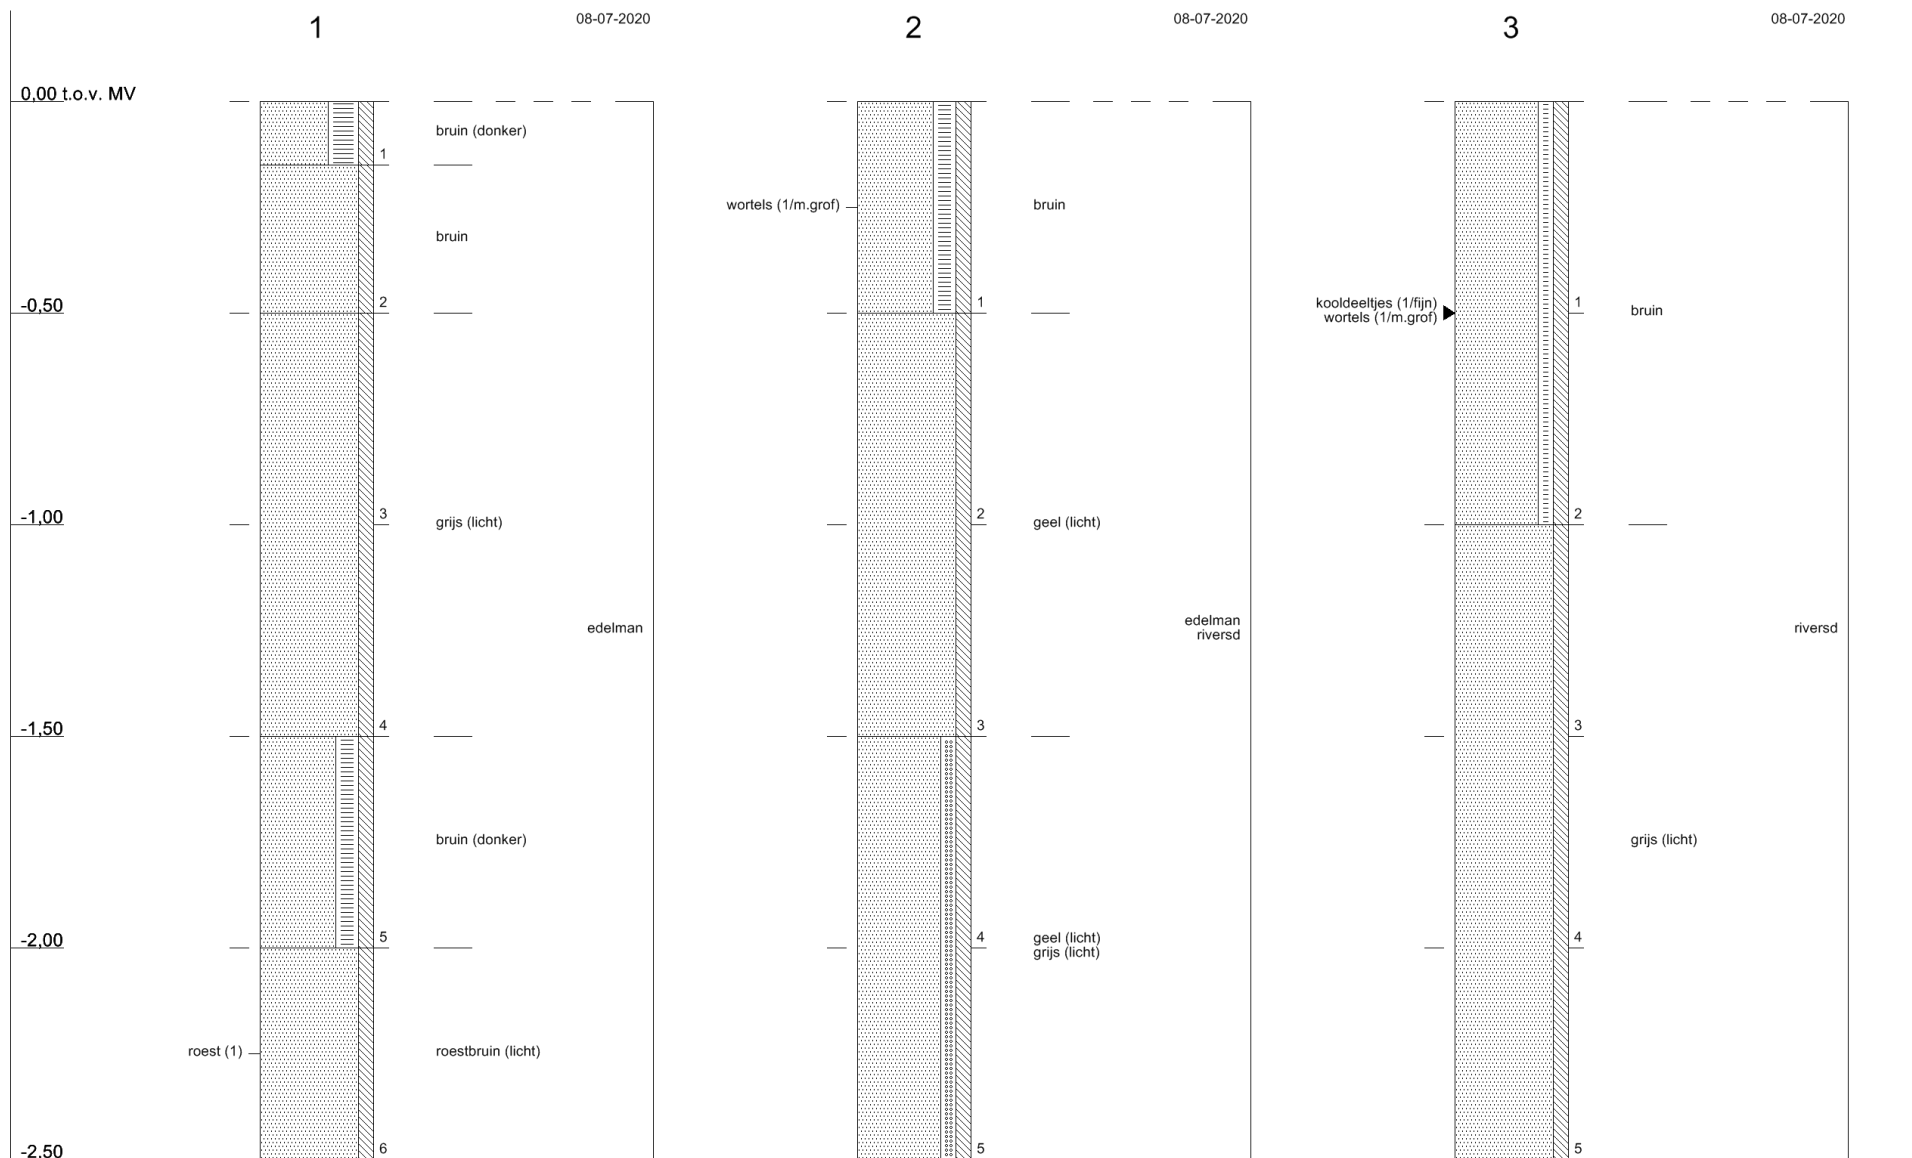 1
08-07-2020
2
08-07-2020
3
08-07-2020
0,00 t.o.v. MV
bruin (donker)
1
wortels (1/m.grof)
bruin
bruin
-0,50
2
1
kooldeeltjes (1/fijn)
wortels (1/m.grof)
1
bruin
-1,00
3
grijs (licht)
2
geel (licht)
2
edelman
edelman
riversd
riversd
-1,50
4
3
3
bruin (donker)
grijs (licht)
-2,00
5
4
geel (licht)
grijs (licht)
4
roest (1)
roestbruin (licht)
-2,50
6
5
5